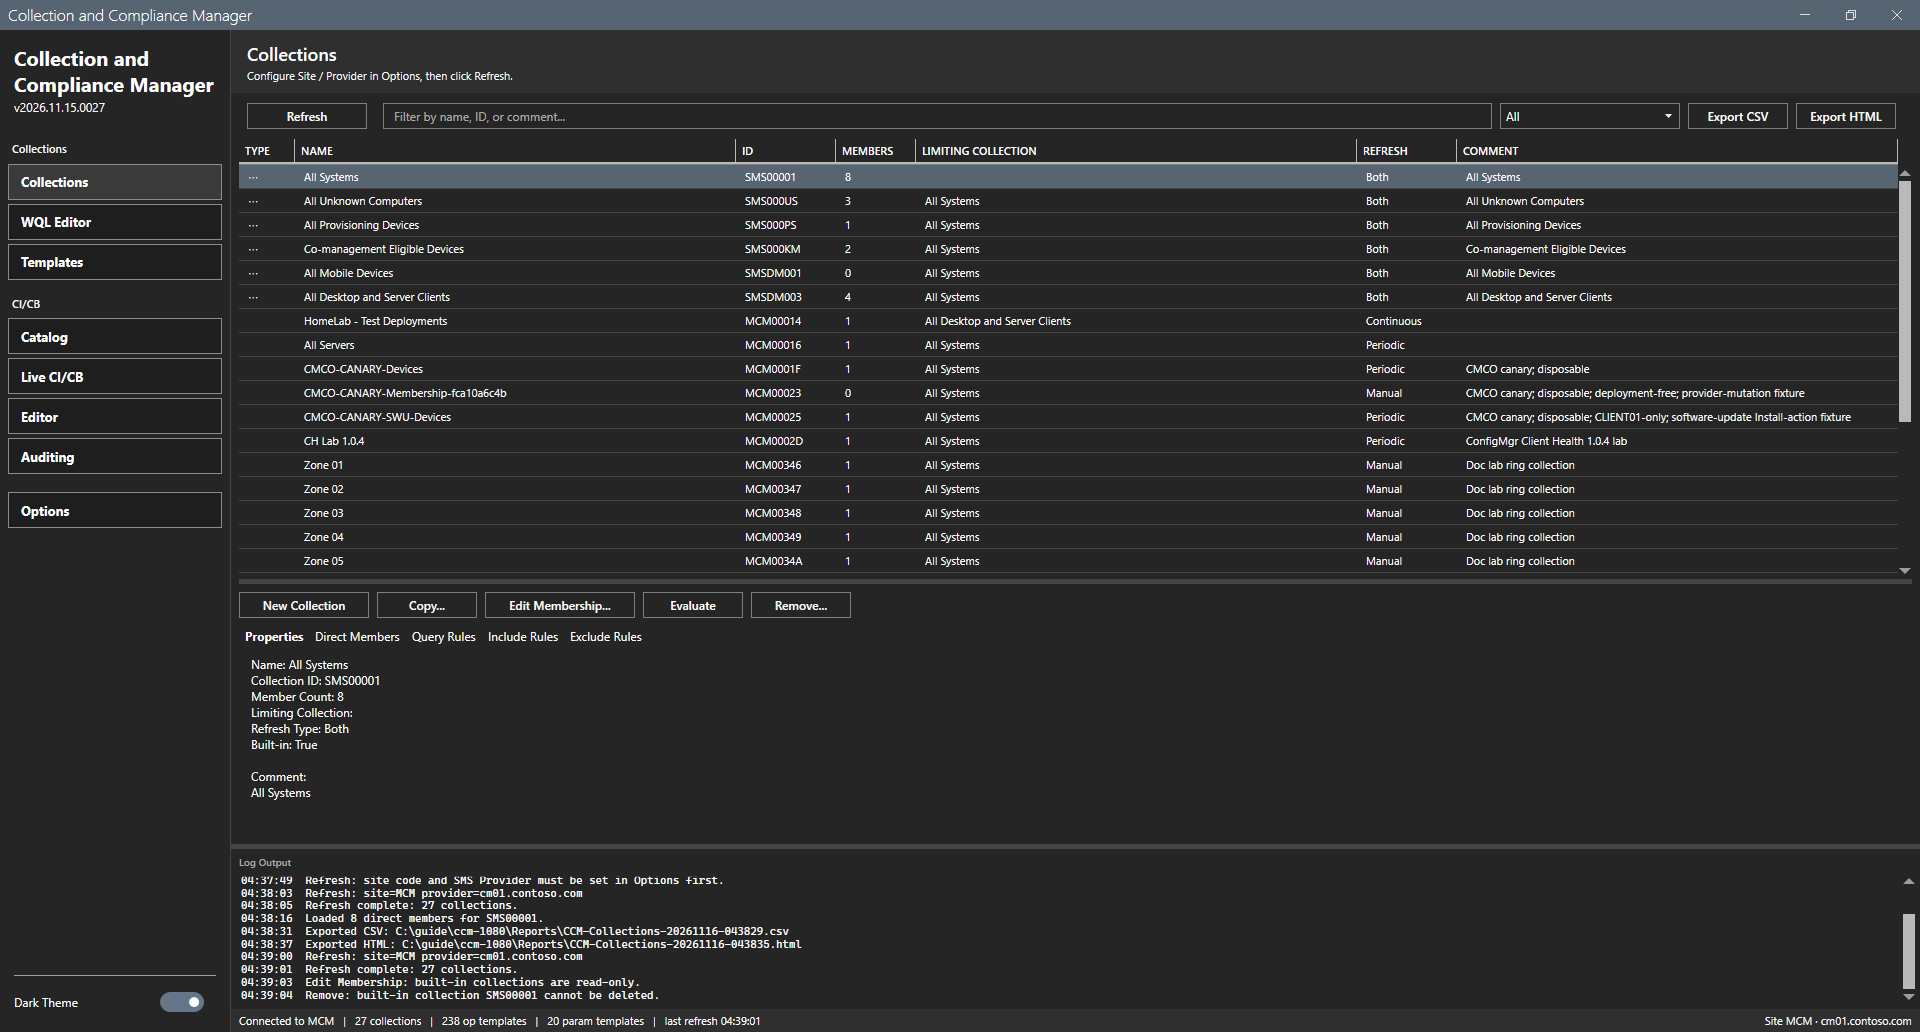 Collection and Compliance Manager
Collection and
Compliance Manager
v2026.11.15.0027
Collections
Collections
WQL Editor
Templates
CI/CB
Catalog
Live CI/CB
Editor
Auditing
Options
Dark Theme
Collections
Configure Site / Provider in Options, then click Refresh.
Refresh
Filter by name, ID, or comment...
All
Export CSV
Export HTML
TYPE NAME ID MEMBERS LIMITING COLLECTION REFRESH COMMENT
... All Systems SMS00001 8 Both All Systems
... All Unknown Computers SMS000US 3 All Systems Both All Unknown Computers
... All Provisioning Devices SMS000PS 1 All Systems Both All Provisioning Devices
... Co-management Eligible Devices SMS000KM 2 All Systems Both Co-management Eligible Devices
... All Mobile Devices SMSDM001 0 All Systems Both All Mobile Devices
... All Desktop and Server Clients SMSDM003 4 All Systems Both All Desktop and Server Clients
HomeLab - Test Deployments MCM00014 1 All Desktop and Server Clients Continuous
All Servers MCM00016 1 All Systems Periodic
CMCO-CANARY-Devices MCM0001F 1 All Systems Periodic CMCO canary; disposable
CMCO-CANARY-Membership-fca10a6c4b MCM00023 0 All Systems Manual CMCO canary; disposable; deployment-free; provider-mutation fixture
CMCO-CANARY-SWU-Devices MCM00025 1 All Systems Periodic CMCO canary; disposable; CLIENT01-only; software-update Install-action fixture
CH Lab 1.0.4 MCM0002D 1 All Systems Periodic ConfigMgr Client Health 1.0.4 lab
Zone 01 MCM00346 1 All Systems Manual Doc lab ring collection
Zone 02 MCM00347 1 All Systems Manual Doc lab ring collection
Zone 03 MCM00348 1 All Systems Manual Doc lab ring collection
Zone 04 MCM00349 1 All Systems Manual Doc lab ring collection
Zone 05 MCM0034A 1 All Systems Manual Doc lab ring collection
New Collection Copy... Edit Membership... Evaluate Remove...
Properties Direct Members Query Rules Include Rules Exclude Rules
Name: All Systems
Collection ID: SMS00001
Member Count: 8
Limiting Collection:
Refresh Type: Both
Built-in: True
Comment:
All Systems
Log Output
04:37:49 Refresh: site code and SMS Provider must be set in Options first.
04:38:03 Refresh: site=MCM provider=cm01.contoso.com
04:38:05 Refresh complete: 27 collections.
04:38:16 Loaded 8 direct members for SMS00001.
04:38:31 Exported CSV: C:\guide\ccm-1080\Reports\CCM-Collections-20261116-043829.csv
04:38:37 Exported HTML: C:\guide\ccm-1080\Reports\CCM-Collections-20261116-043835.html
04:39:00 Refresh: site=MCM provider=cm01.contoso.com
04:39:01 Refresh complete: 27 collections.
04:39:03 Edit Membership: built-in collections are read-only.
04:39:04 Remove: built-in collection SMS00001 cannot be deleted.
Connected to MCM | 27 collections | 238 op templates | 20 param templates | last refresh 04:39:01
Site MCM · cm01.contoso.com